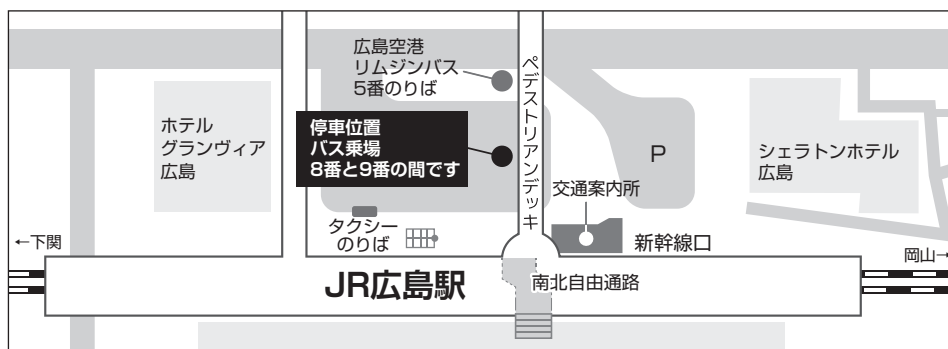 広島空港
リムジンバス
5番のりば
ペデストリアンデッキ
停車位置
バス乗場
8番と9番の間です
ホテル
グランヴィア
広島
P
シェラトンホテル
広島
交通案内所
タクシー
のりば
新幹線口
←下関
岡山→
JR広島駅
南北自由通路